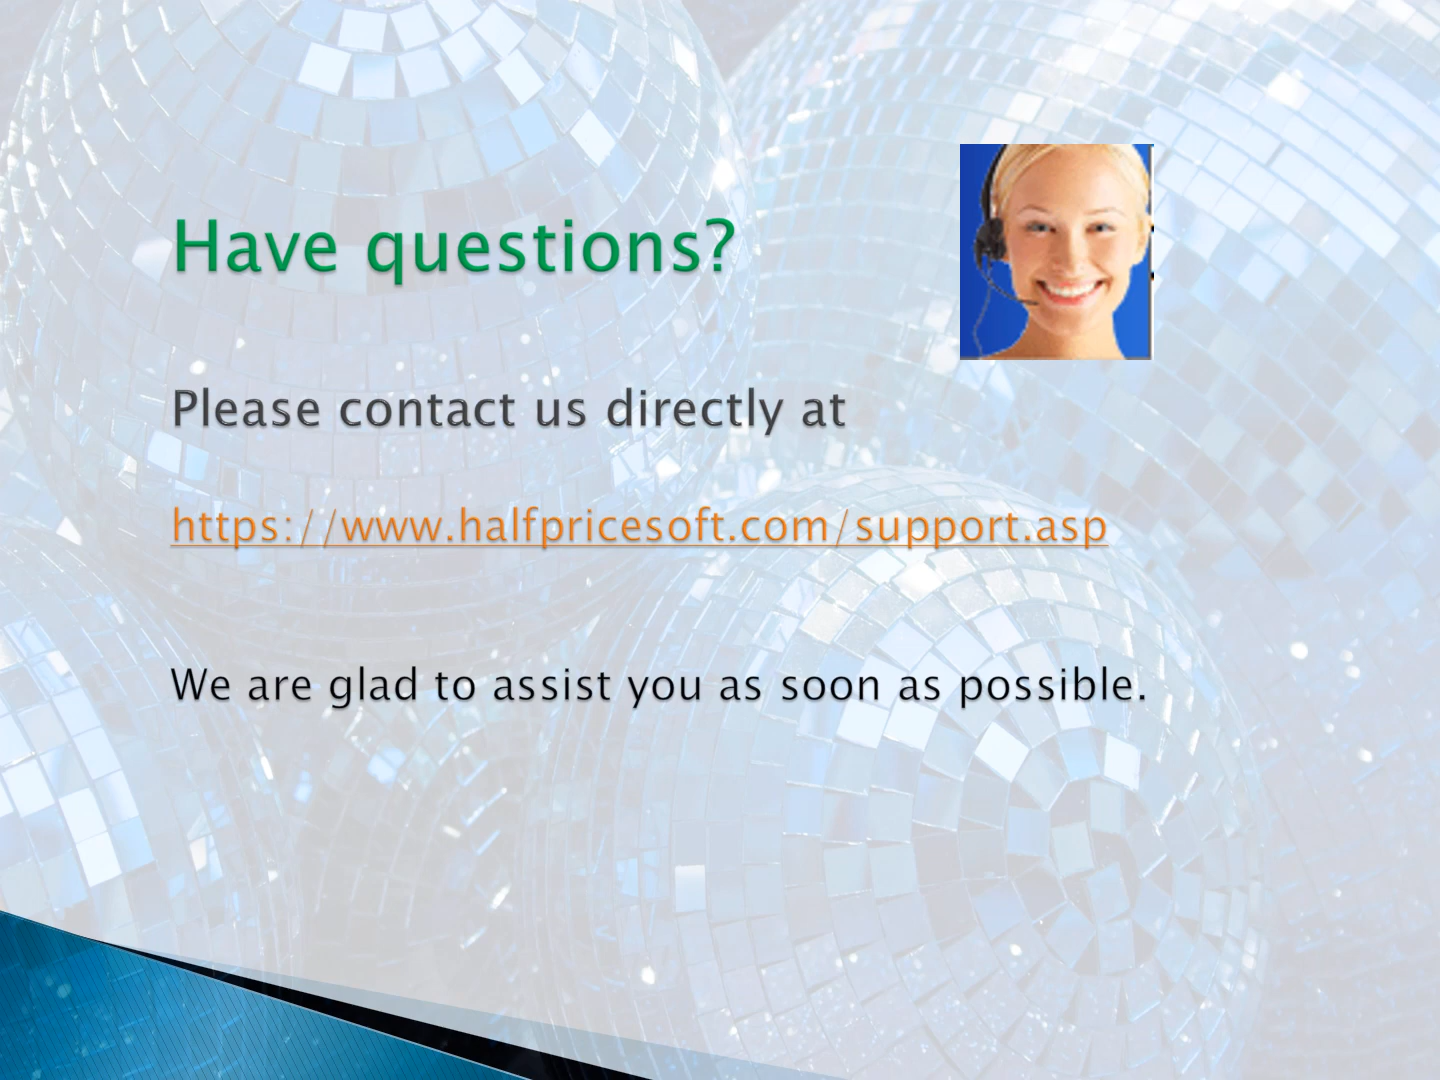 Have questions?
Please contact us directly at
https://www.halfpricesoft.com/support.asp
We are glad to assist you as soon as possible.